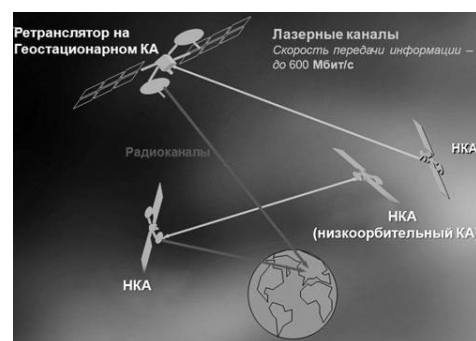 Ретранслятор на
Геостационарном КА
Лазерные каналы
Скорость передачи информации –
до 600 Мбит/с
НКА
Радиоканалы
НКА
(низкоорбительный КА
НКА